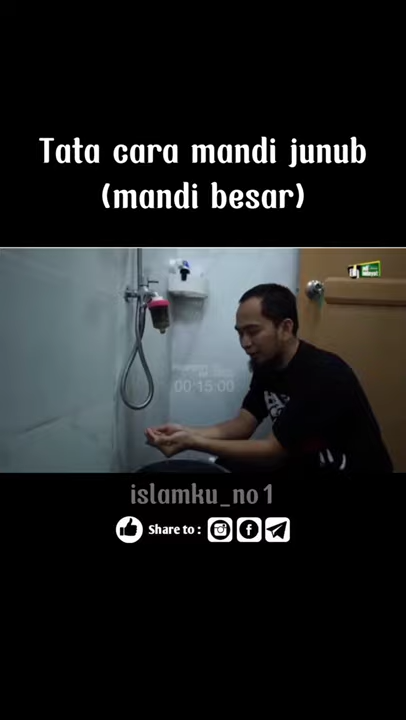 Tata cara mandi junub
(mandi besar)
00:15:00
islamku_no1
Share to :